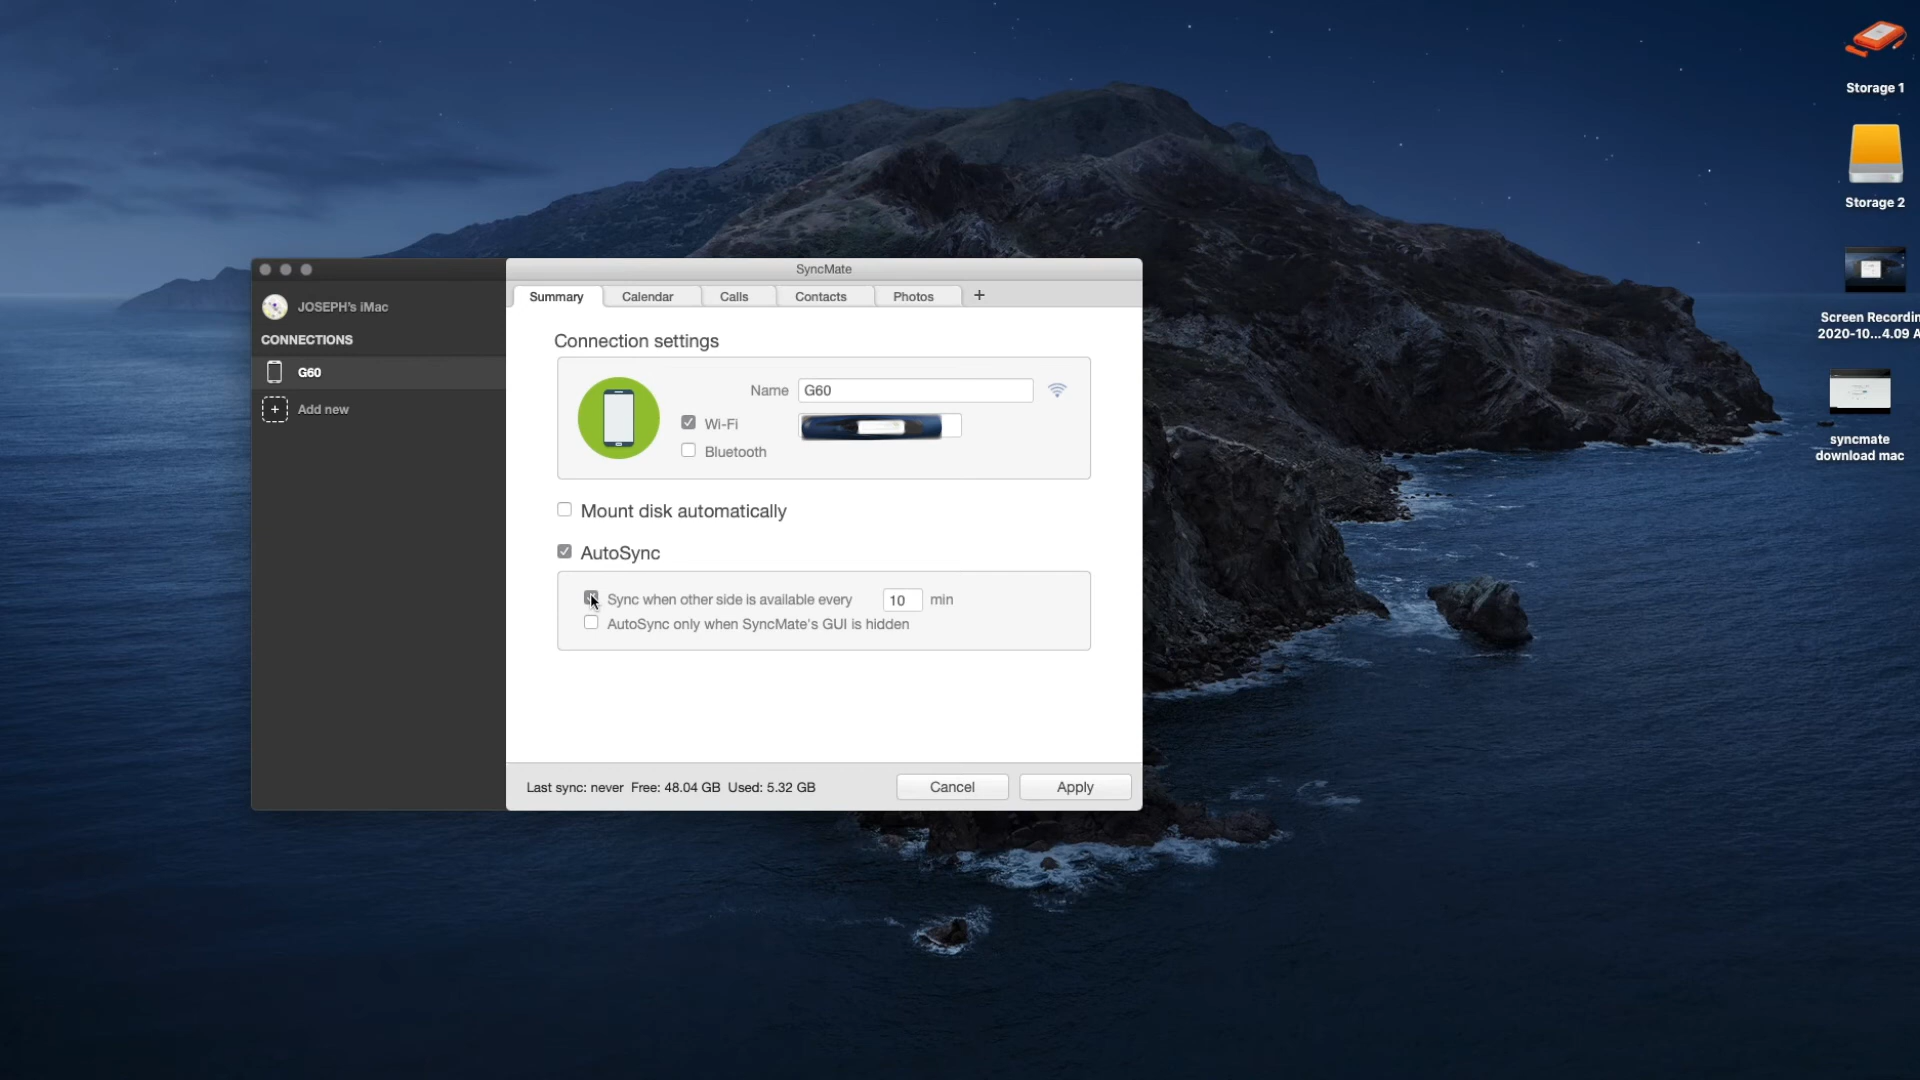 SyncMate
JOSEPH's iMac
CONNECTIONS
G60
Add new
Summary
Calendar
Calls
Contacts
Photos
+
Connection settings
Name
G60
Wi-Fi
Bluetooth
Mount disk automatically
AutoSync
Sync when other side is available every 10 min
AutoSync only when SyncMate's GUI is hidden
Last sync: never Free: 48.04 GB Used: 5.32 GB
Cancel
Apply
Storage 1
Storage 2
Screen Recordin
2020-10...4.09 A
syncmate
download mac